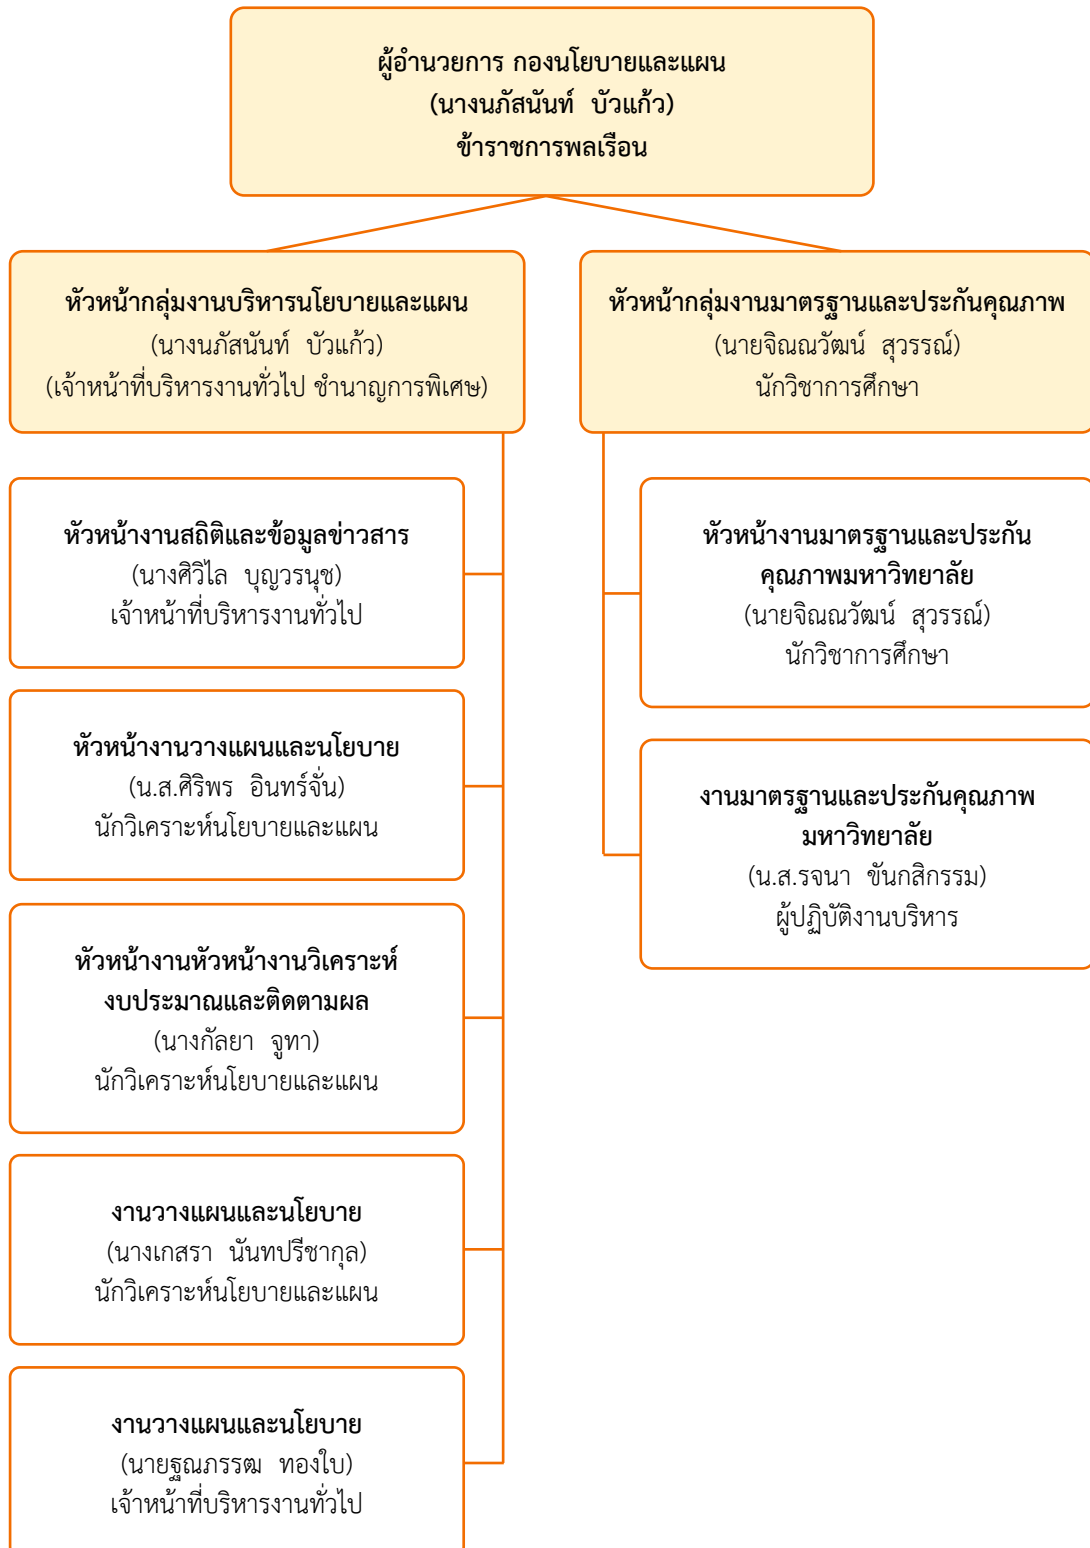 ผู้อำนวยการ กองนโยบายและแผน
(นางนภัสนันท์ บัวแก้ว)
ข้าราชการพลเรือน
หัวหน้ากลุ่มงานบริหารนโยบายและแผน
(นางนภัสนันท์ บัวแก้ว)
(เจ้าหน้าที่บริหารงานทั่วไป ชำนาญการพิเศษ)
หัวหน้ากลุ่มงานมาตรฐานและประกันคุณภาพ
(นายจิณณวัฒน์ สุวรรณ์)
นักวิชาการศึกษา
หัวหน้างานสถิติและข้อมูลข่าวสาร
(นางศิวิไล บุญวรนุช)
เจ้าหน้าที่บริหารงานทั่วไป
หัวหน้างานวางแผนและนโยบาย
(น.ส.ศิริพร อินทร์จั่น)
นักวิเคราะห์นโยบายและแผน
หัวหน้างานหัวหน้างานวิเคราะห์
งบประมาณและติดตามผล
(นางกัลยา จูทา)
นักวิเคราะห์นโยบายและแผน
งานวางแผนและนโยบาย
(นางเกสรา นันทปรีชากุล)
นักวิเคราะห์นโยบายและแผน
งานวางแผนและนโยบาย
(นายฐณภรรฒ ทองใบ)
เจ้าหน้าที่บริหารงานทั่วไป
หัวหน้างานมาตรฐานและประกัน
คุณภาพมหาวิทยาลัย
(นายจิณณวัฒน์ สุวรรณ์)
นักวิชาการศึกษา
งานมาตรฐานและประกันคุณภาพ
มหาวิทยาลัย
(น.ส.รจนา ขันกสิกรรม)
ผู้ปฏิบัติงานบริหาร